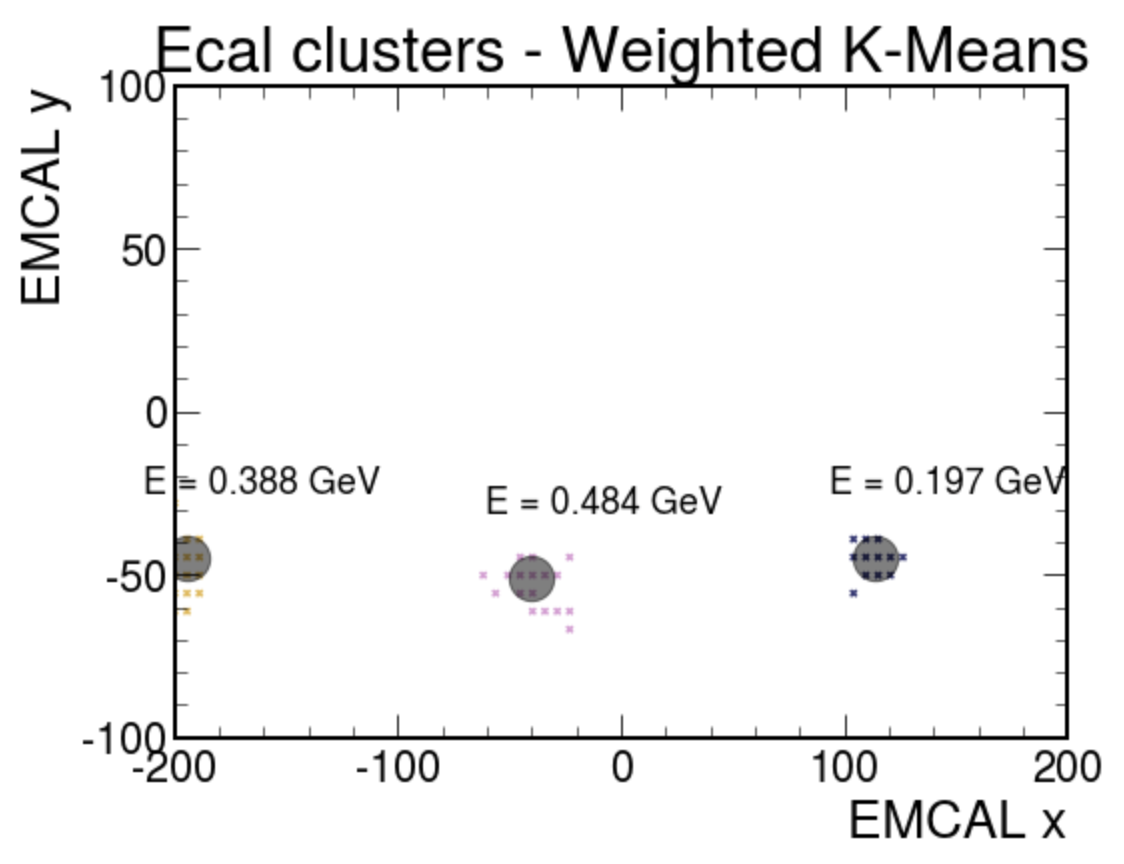 Ecal clusters - Weighted K-Means
EMCAL y
100
50
0
-50
-100
E = 0.388 GeV
E = 0.484 GeV
E = 0.197 GeV
-200
-100
0
100
200
EMCAL x